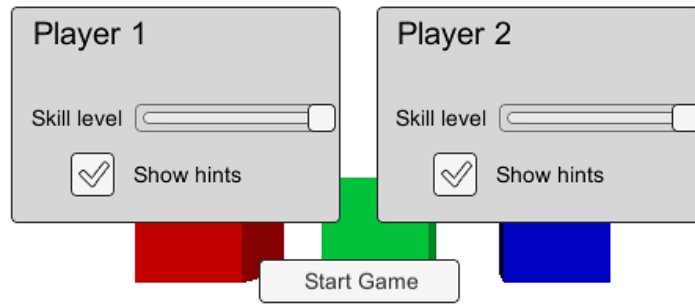 Player 1
Skill level
Show hints
Player 2
Skill level
Show hints
Start Game